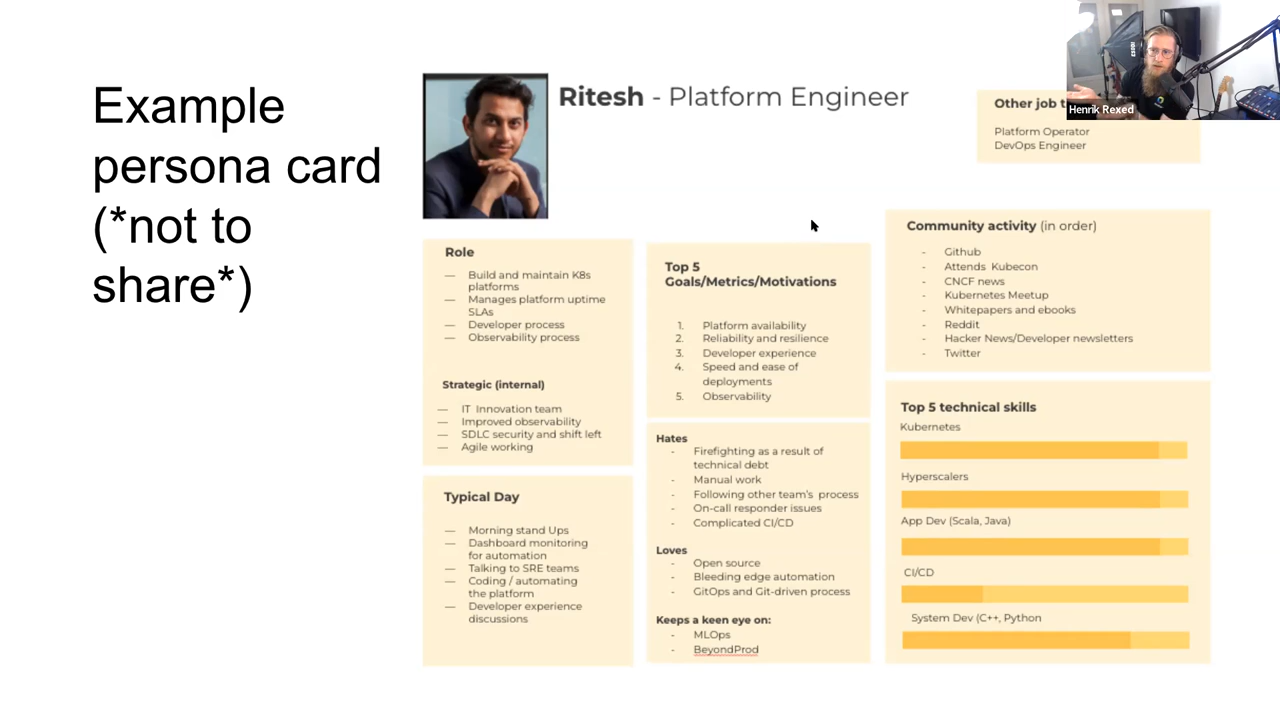 Example
persona card
(*not to
share*)
Ritesh - Platform Engineer
Other job t
Platform Operator
DevOps Engineer
Henrik Rexed
Role
— Build and maintain K8s
platforms
— Manages platform uptime
SLAs
— Developer process
— Observability process
Strategic (internal)
— IT Innovation team
— Improved observability
— SDLC security and shift left
— Agile working
Typical Day
— Morning stand Ups
— Dashboard monitoring
for automation
— Talking to SRE teams
— Coding / automating
the platform
— Developer experience
discussions
Top 5
Goals/Metrics/Motivations
1. Platform availability
2. Reliability and resilience
3. Developer experience
4. Speed and ease of
deployments
5. Observability
Hates
- Firefighting as a result of
technical debt
- Manual work
- Following other team's process
- On-call responder issues
- Complicated CI/CD
Loves
- Open source
- Bleeding edge automation
- GitOps and Git-driven process
Keeps a keen eye on:
- MLOps
- BeyondProd
Community activity (in order)
- Github
- Attends Kubecon
- CNCF news
- Kubernetes Meetup
- Whitepapers and ebooks
- Reddit
- Hacker News/Developer newsletters
- Twitter
Top 5 technical skills
Kubernetes
Hyperscalers
App Dev (Scala, Java)
CI/CD
System Dev (C++, Python